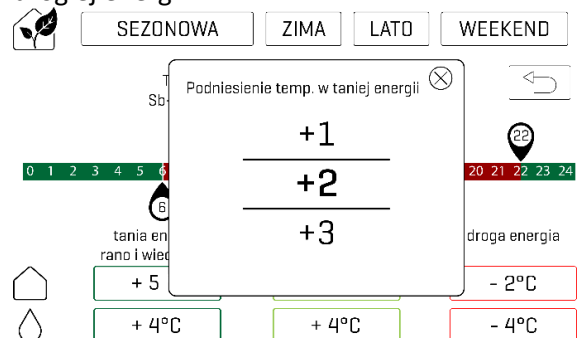 SEZONOWA ZIMA LATO WEEKEND
Podniesienie temp. w taniej energii
T
Sb-
+1
22
0 1 2 3 4 5 6 20 21 22 23 24
+2
6
+3
tania en droga energia
rano i wiec
+ 5 - 2°C
+ 4°C + 4°C - 4°C